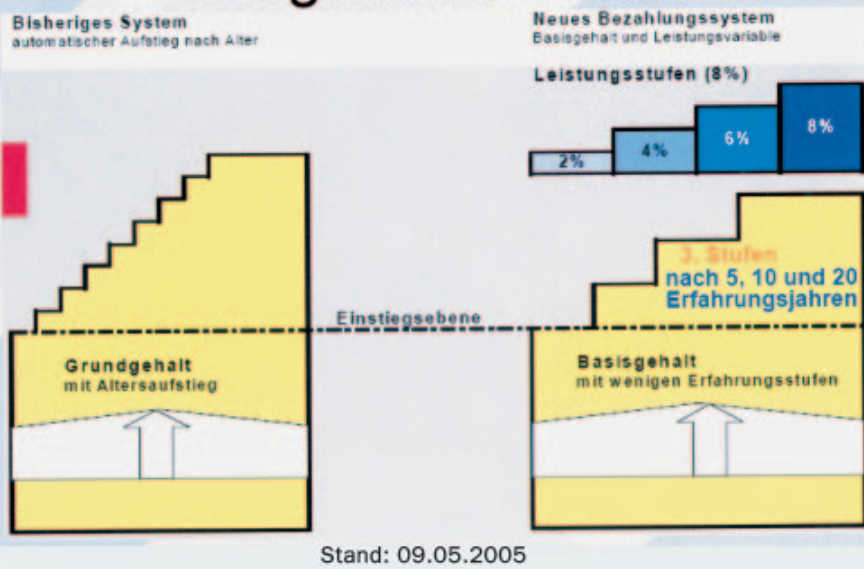 Bisheriges System
automatischer Aufstieg nach Alter
Neues Bezahlungssystem
Basisgehalt und Leistungsvariable
Leistungsstufen (8%)
2%
4%
6%
8%
3. Stufen
nach 5, 10 und 20
Erfahrungsjahren
Einstiegsebene
Grundgehalt
mit Altersaufstieg
Basisgehalt
mit wenigen Erfahrungsstufen
Stand: 09.05.2005